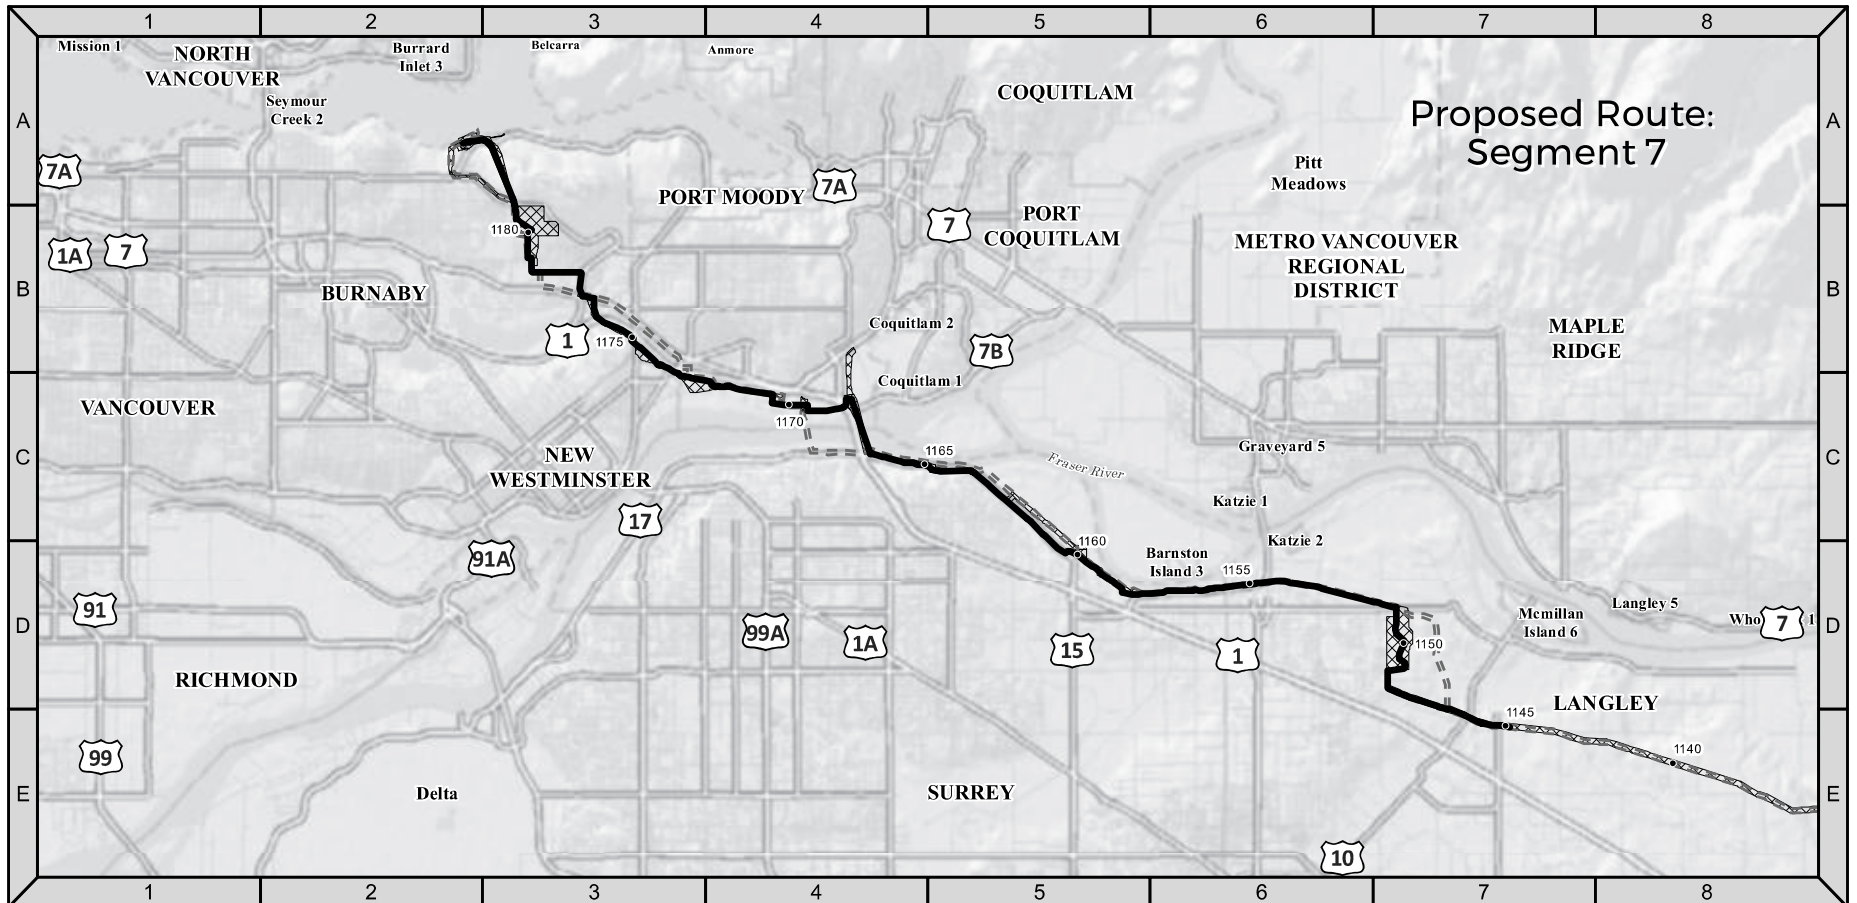 1 2 3 4 5 6 7 8
Mission 1
NORTH
VANCOUVER
Burrard
Inlet 3
Belcarra
Anmore
Seymour
Creek 2
COQUITLAM
Proposed Route:
Segment 7
A
A
Pitt
Meadows
7A
PORT MOODY
7A
PORT
COQUITLAM
7
1180
1A
7
METRO VANCOUVER
REGIONAL
DISTRICT
B
B
BURNABY
1
1175
Coquitlam 2
7B
MAPLE
RIDGE
Coquitlam 1
VANCOUVER
1170
C
C
NEW
WESTMINSTER
1165
Fraser River
Graveyard 5
Katzie 1
17
Katzie 2
91A
1160
Barnston
Island 3
1155
91
D
D
99A
1A
15
1
1150
Mcmillan
Island 6
Langley 5
Who
7
1
RICHMOND
LANGLEY
1145
99
1140
E
E
Delta
SURREY
10
1 2 3 4 5 6 7 8